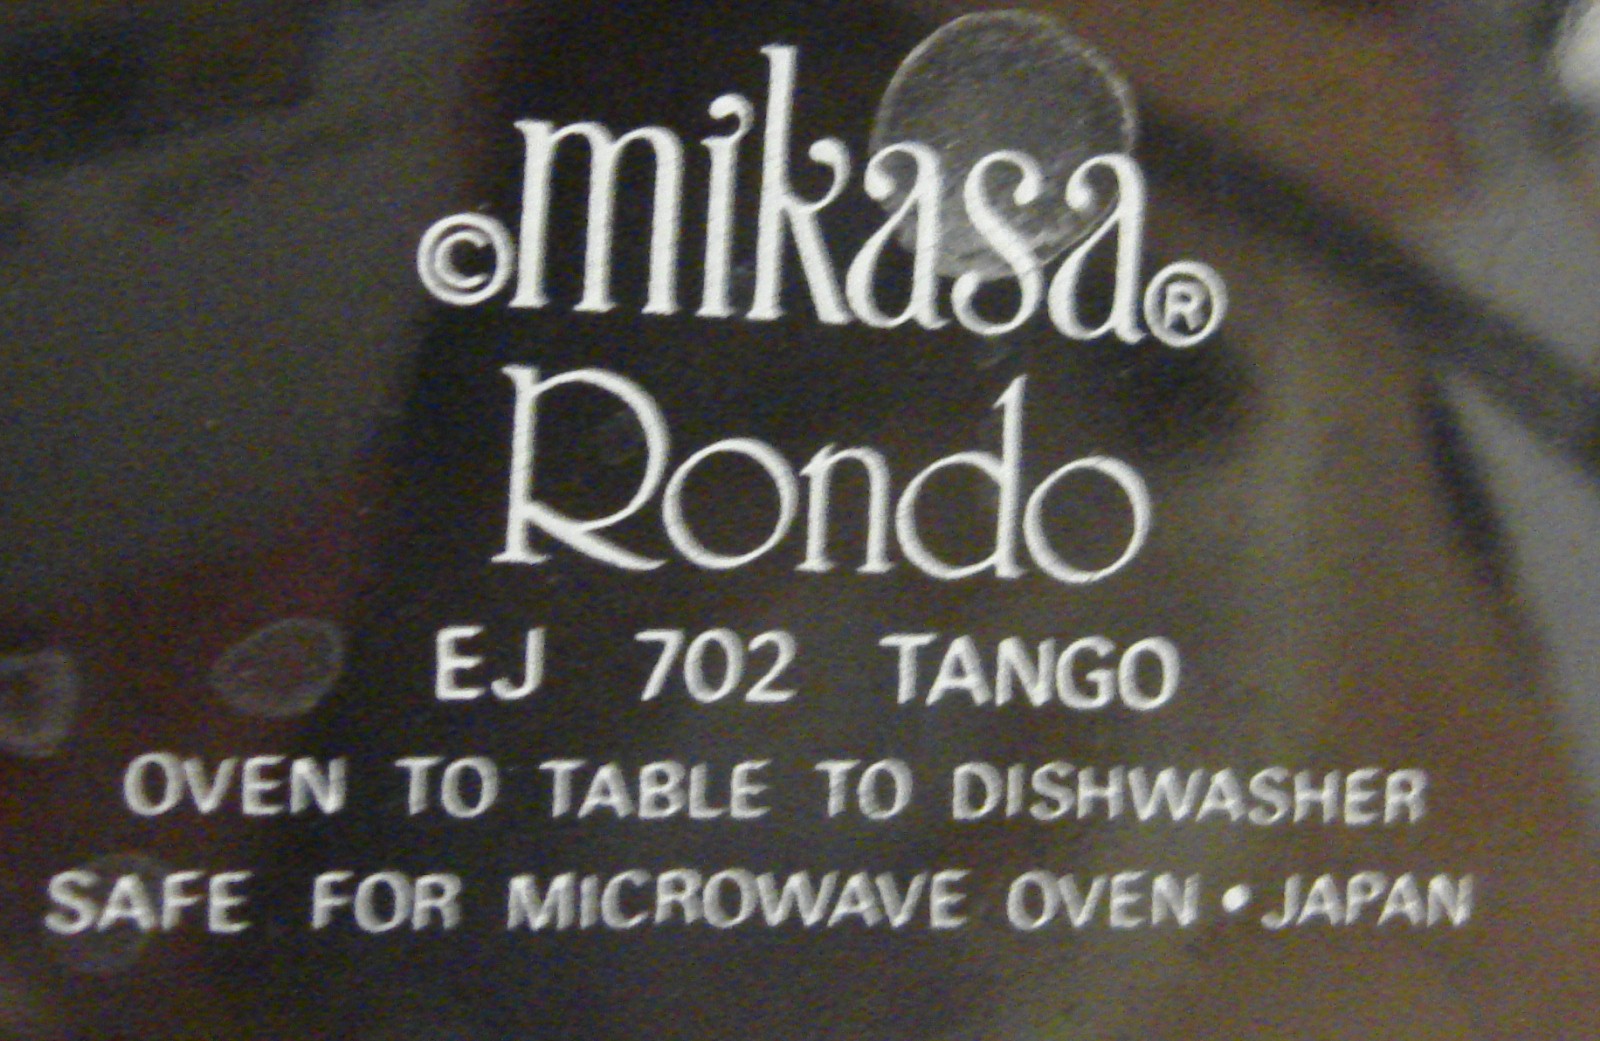 ©mikasa®
Rondo
EJ 702 TANGO
OVEN TO TABLE TO DISHWASHER
SAFE FOR MICROWAVE OVEN • JAPAN